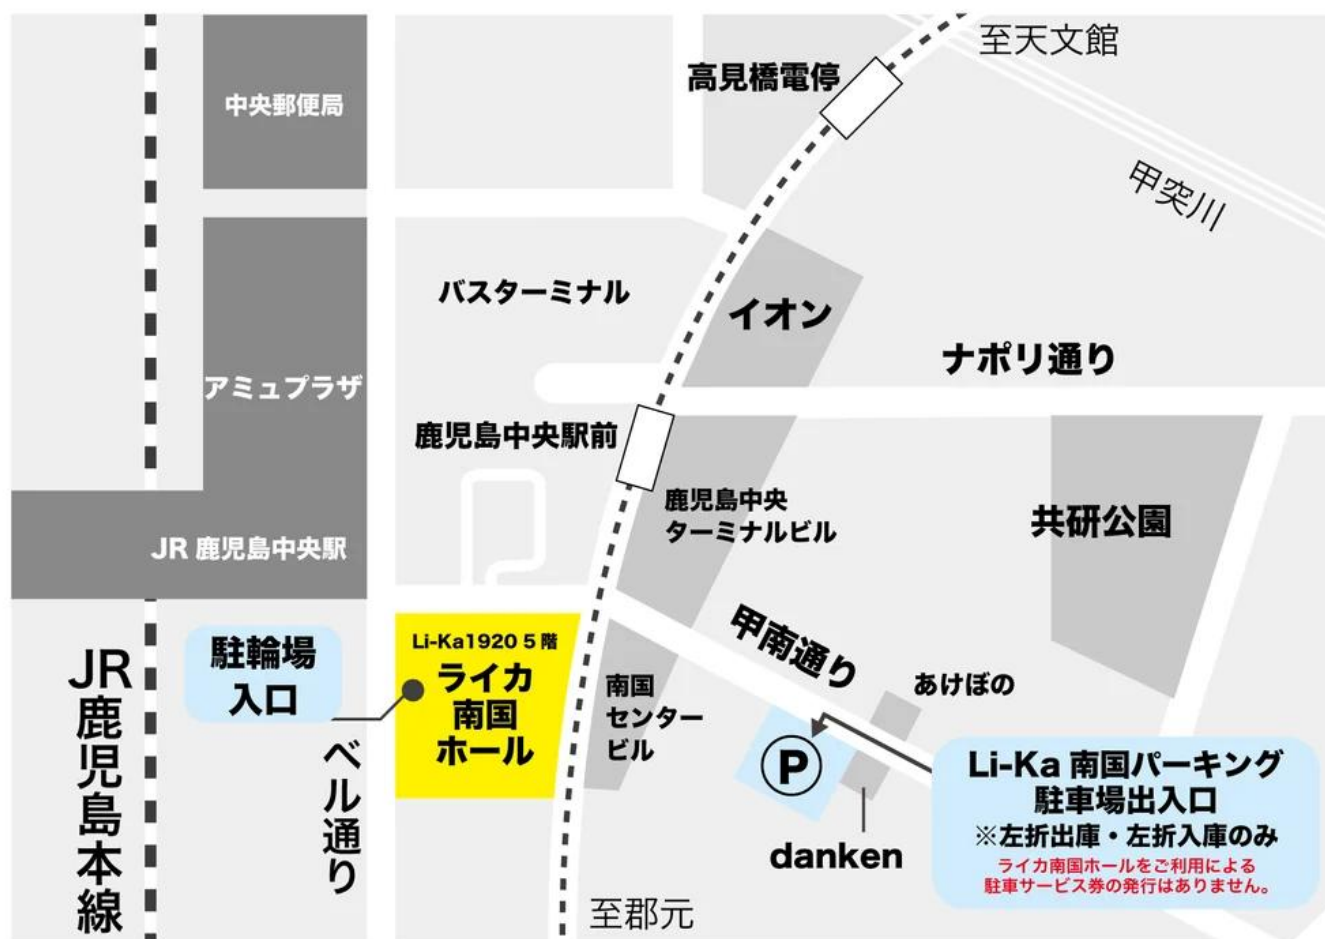 至天文館
高見橋電停
中央郵便局
甲突川
バスターミナル
イオン
ナポリ通り
アミュプラザ
鹿児島中央駅前
鹿児島中央
ターミナルビル
共研公園
JR 鹿児島中央駅
甲南通り
Li-Ka1920 5 階
ライカ
南国
ホール
駐輪場
入口
JR鹿児島本線
ベル通り
南国
センター
ビル
あけぼの
P
danken
Li-Ka 南国パーキング
駐車場出入口
※左折出庫・左折入庫のみ
ライカ南国ホールをご利用による
駐車サービス券の発行はありません。
至郡元